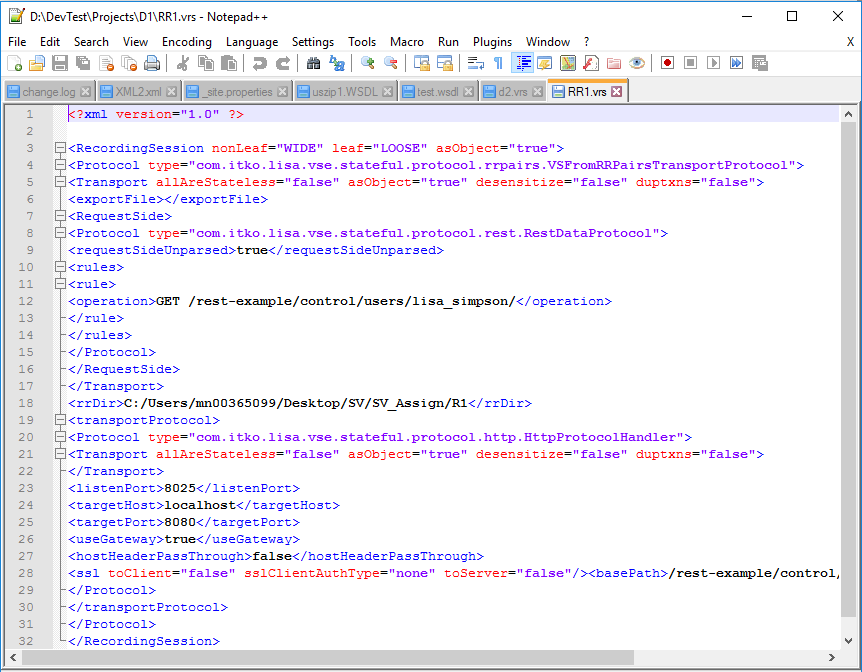 D:\DevTest\Projects\D1\RR1.vrs - Notepad++
File Edit Search View Encoding Language Settings Tools Macro Run Plugins Window ? X
change.log XML2.xml _site.properties uszip1.WSDL test.wsdl d2.vrs RR1.vrs
1 <?xml version="1.0" ?>
2
3 <RecordingSession nonLeaf="WIDE" leaf="LOOSE" asObject="true">
4 <Protocol type="com.itko.lisa.vse.stateful.protocol.rrpairs.VSFromRRPairsTransportProtocol">
5 <Transport allAreStateless="false" asObject="true" desensitize="false" duptxns="false">
6 <exportFile></exportFile>
7 <RequestSide>
8 <Protocol type="com.itko.lisa.vse.stateful.protocol.rest.RestDataProtocol">
9 <requestSideUnparsed>true</requestSideUnparsed>
10 <rules>
11 <rule>
12 <operation>GET /rest-example/control/users/lisa_simpson/</operation>
13 </rule>
14 </rules>
15 </Protocol>
16 </RequestSide>
17 </Transport>
18 <rrDir>C:/Users/mn00365099/Desktop/SV/SV_Assign/R1</rrDir>
19 <transportProtocol>
20 <Protocol type="com.itko.lisa.vse.stateful.protocol.http.HttpProtocolHandler">
21 <Transport allAreStateless="false" asObject="true" desensitize="false" duptxns="false">
22 </Transport>
23 <listenPort>8025</listenPort>
24 <targetHost>localhost</targetHost>
25 <targetPort>8080</targetPort>
26 <useGateway>true</useGateway>
27 <hostHeaderPassThrough>false</hostHeaderPassThrough>
28 <ssl toClient="false" sslClientAuthType="none" toServer="false"/><basePath>/rest-example/control,
29 </Protocol>
30 </transportProtocol>
31 </Protocol>
32 </RecordingSession>